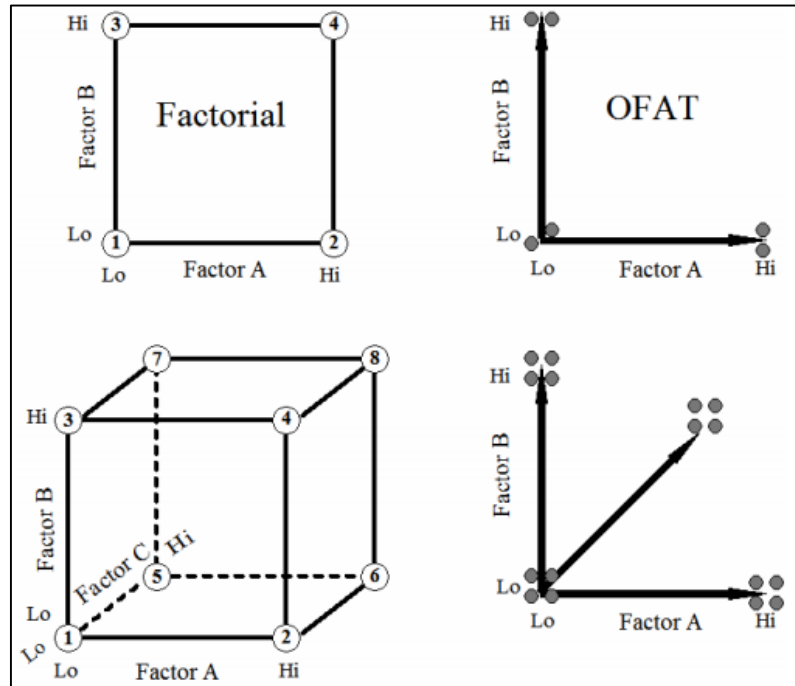 Hi
3
4
Factor B
Factorial
Lo
1
2
Lo
Factor A
Hi
Hi
Factor B
OFAT
Lo
Lo
Factor A
Hi
7
8
Hi
3
4
Factor B
Factor C
Hi
5
6
Lo
1
2
Lo
Lo
Factor A
Hi
Hi
Factor B
Lo
Lo
Factor A
Hi